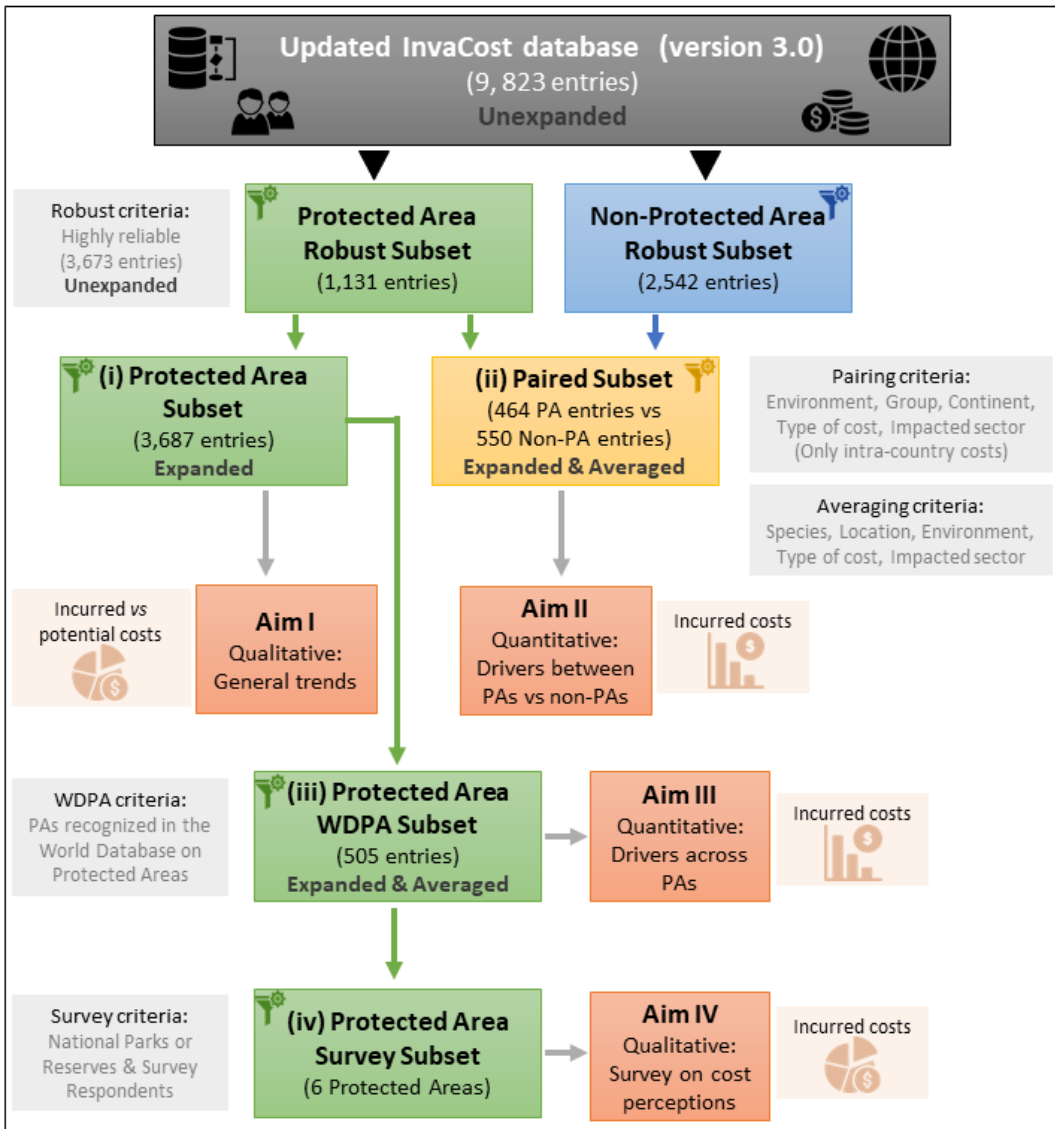 Updated InvaCost database (version 3.0)
(9, 823 entries)
Unexpanded
Robust criteria:
Highly reliable
(3,673 entries)
Unexpanded
Protected Area
Robust Subset
(1,131 entries)
Non-Protected Area
Robust Subset
(2,542 entries)
(i) Protected Area
Subset
(3,687 entries)
Expanded
(ii) Paired Subset
(464 PA entries vs
550 Non-PA entries)
Expanded & Averaged
Pairing criteria:
Environment, Group, Continent,
Type of cost, Impacted sector
(Only intra-country costs)
Averaging criteria:
Species, Location, Environment,
Type of cost, Impacted sector
Incurred vs
potential costs
Aim I
Qualitative:
General trends
Aim II
Quantitative:
Drivers between
PAs vs non-PAs
Incurred costs
WDPA criteria:
PAs recognized in the
World Database on
Protected Areas
(iii) Protected Area
WDPA Subset
(505 entries)
Expanded & Averaged
Aim III
Quantitative:
Drivers across
PAs
Incurred costs
Survey criteria:
National Parks or
Reserves & Survey
Respondents
(iv) Protected Area
Survey Subset
(6 Protected Areas)
Aim IV
Qualitative:
Survey on cost
perceptions
Incurred costs